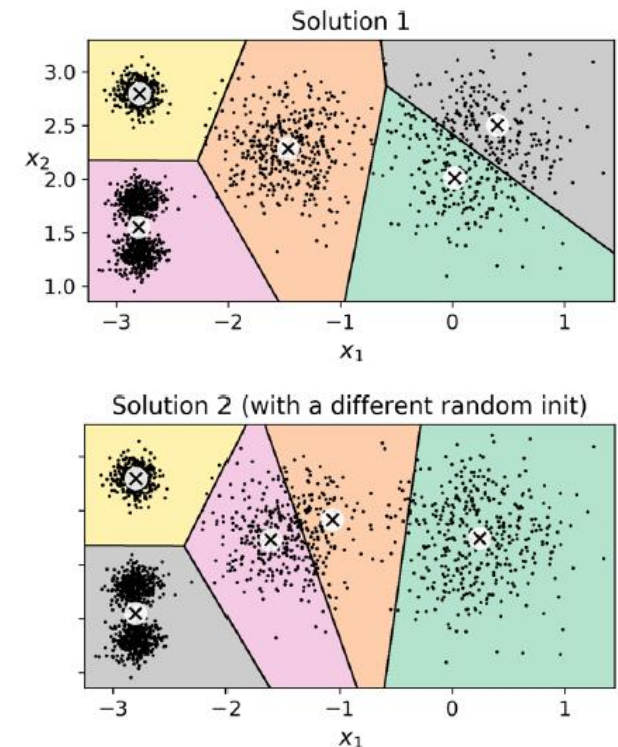 Solution 1
3.0
2.5
x₂ 2.0
1.5
1.0
−3 −2 −1 0 1
x₁
Solution 2 (with a different random init)
−3 −2 −1 0 1
x₁